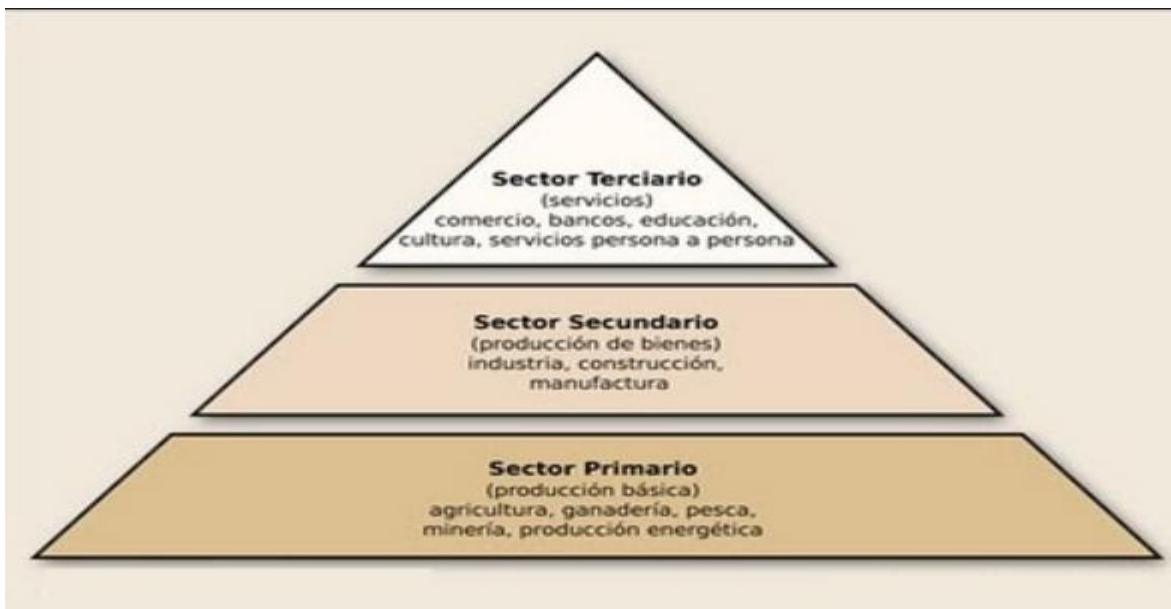 Sector Terciario
(servicios)
comercio, bancos, educación,
cultura, servicios persona a persona
Sector Secundario
(producción de bienes)
industria, construcción,
manufactura
Sector Primario
(producción básica)
agricultura, ganadería, pesca,
minería, producción energética